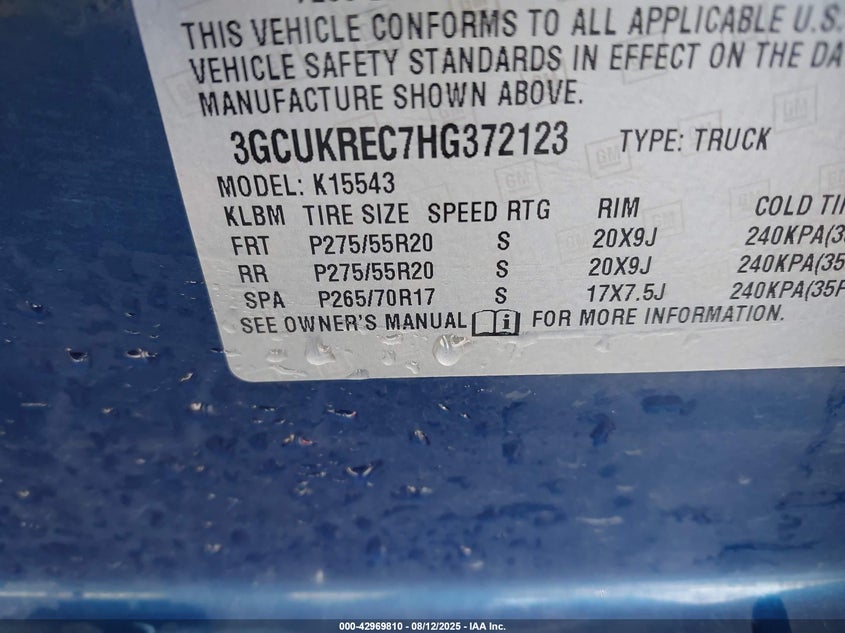 THIS VEHICLE CONFORMS TO ALL APPLICABLE U.S.
VEHICLE SAFETY STANDARDS IN EFFECT ON THE DA
MANUFACTURE SHOWN ABOVE.
3GCUKREC7HG372123 TYPE: TRUCK
MODEL: K15543
KLBM TIRE SIZE SPEED RTG RIM COLD TI
FRT P275/55R20 S 20X9J 240KPA(3
RR P275/55R20 S 20X9J 240KPA(35
SPA P265/70R17 S 17X7.5J 240KPA(35P
SEE OWNER'S MANUAL i FOR MORE INFORMATION.
000-42969810 - 08/12/2025 - IAA Inc.